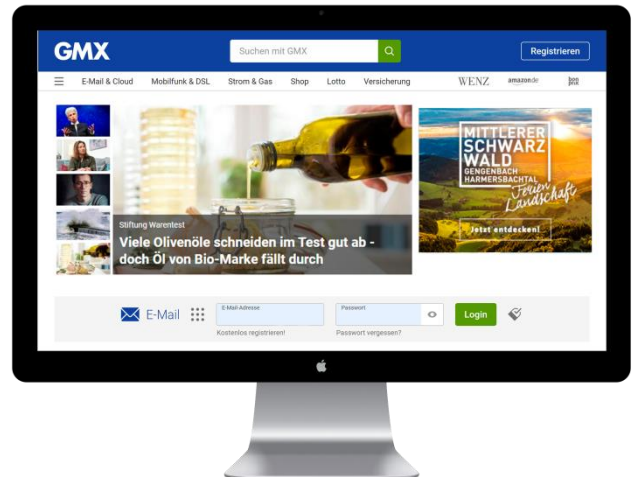 GMX
Suchen mit GMX
Registrieren
E-Mail & Cloud Mobilfunk & DSL Strom & Gas Shop Lotto Versicherung WENZ amazon.de
MITTLERER
SCHWARZ
WALD
GENGENBACH
HARMERSBACHTAL
Ferien
Landschaft
Jetzt entdecken!
Stiftung Warentest
Viele Olivenöle schneiden im Test gut ab -
doch Öl von Bio-Marke fällt durch
E-Mail E-Mail-Adresse Passwort Login
Kostenlos registrieren! Passwort vergessen?